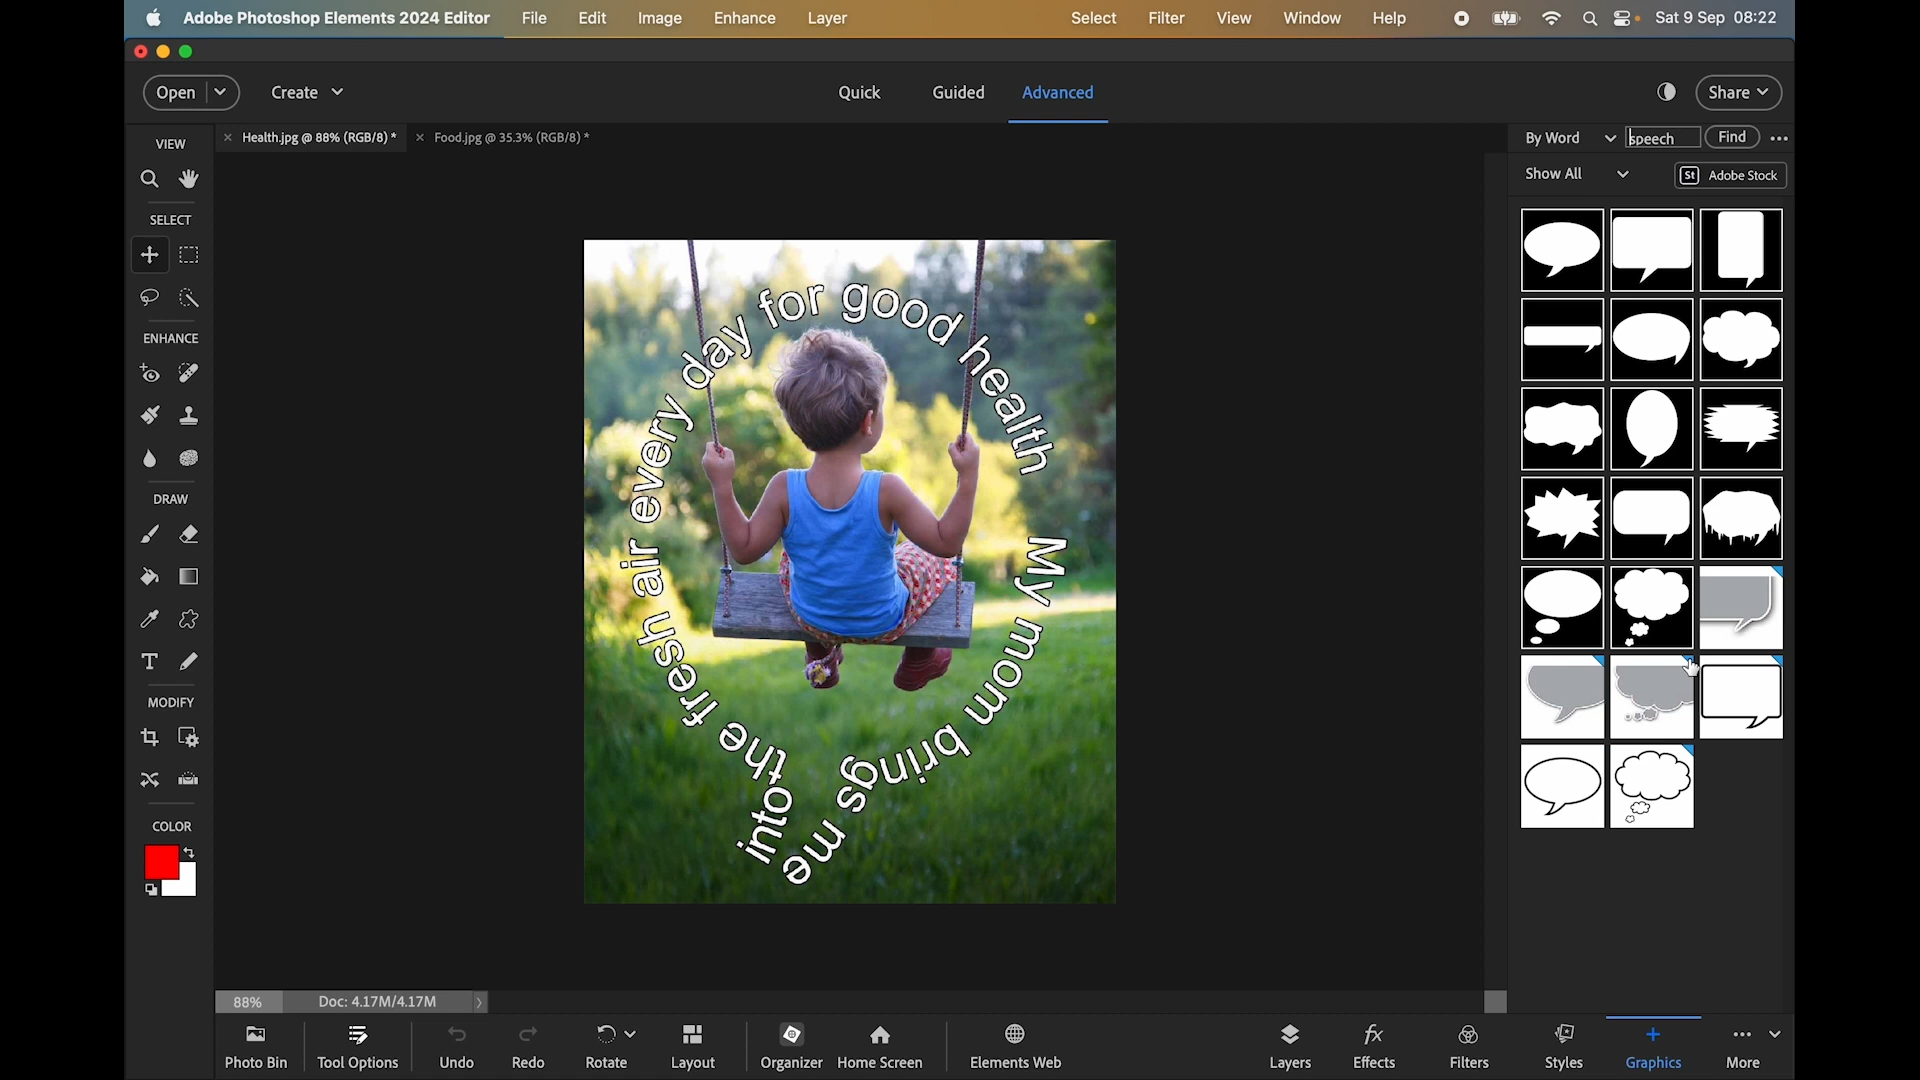 Adobe Photoshop Elements 2024 Editor File Edit Image Enhance Layer Select Filter View Window Help Sat 9 Sep 08:22
Open Create Quick Guided Advanced Share
VIEW
Health.jpg @ 88% (RGB/8) * Food.jpg @ 35.3% (RGB/8) *
By Word speech Find
Show All St Adobe Stock
SELECT
ENHANCE
DRAW
T
MODIFY
COLOR
My mom brings me
into the fresh air every day for good health
88% Doc: 4.17M/4.17M
Photo Bin Tool Options Undo Redo Rotate Layout Organizer Home Screen Elements Web Layers fx Effects Filters Styles Graphics More